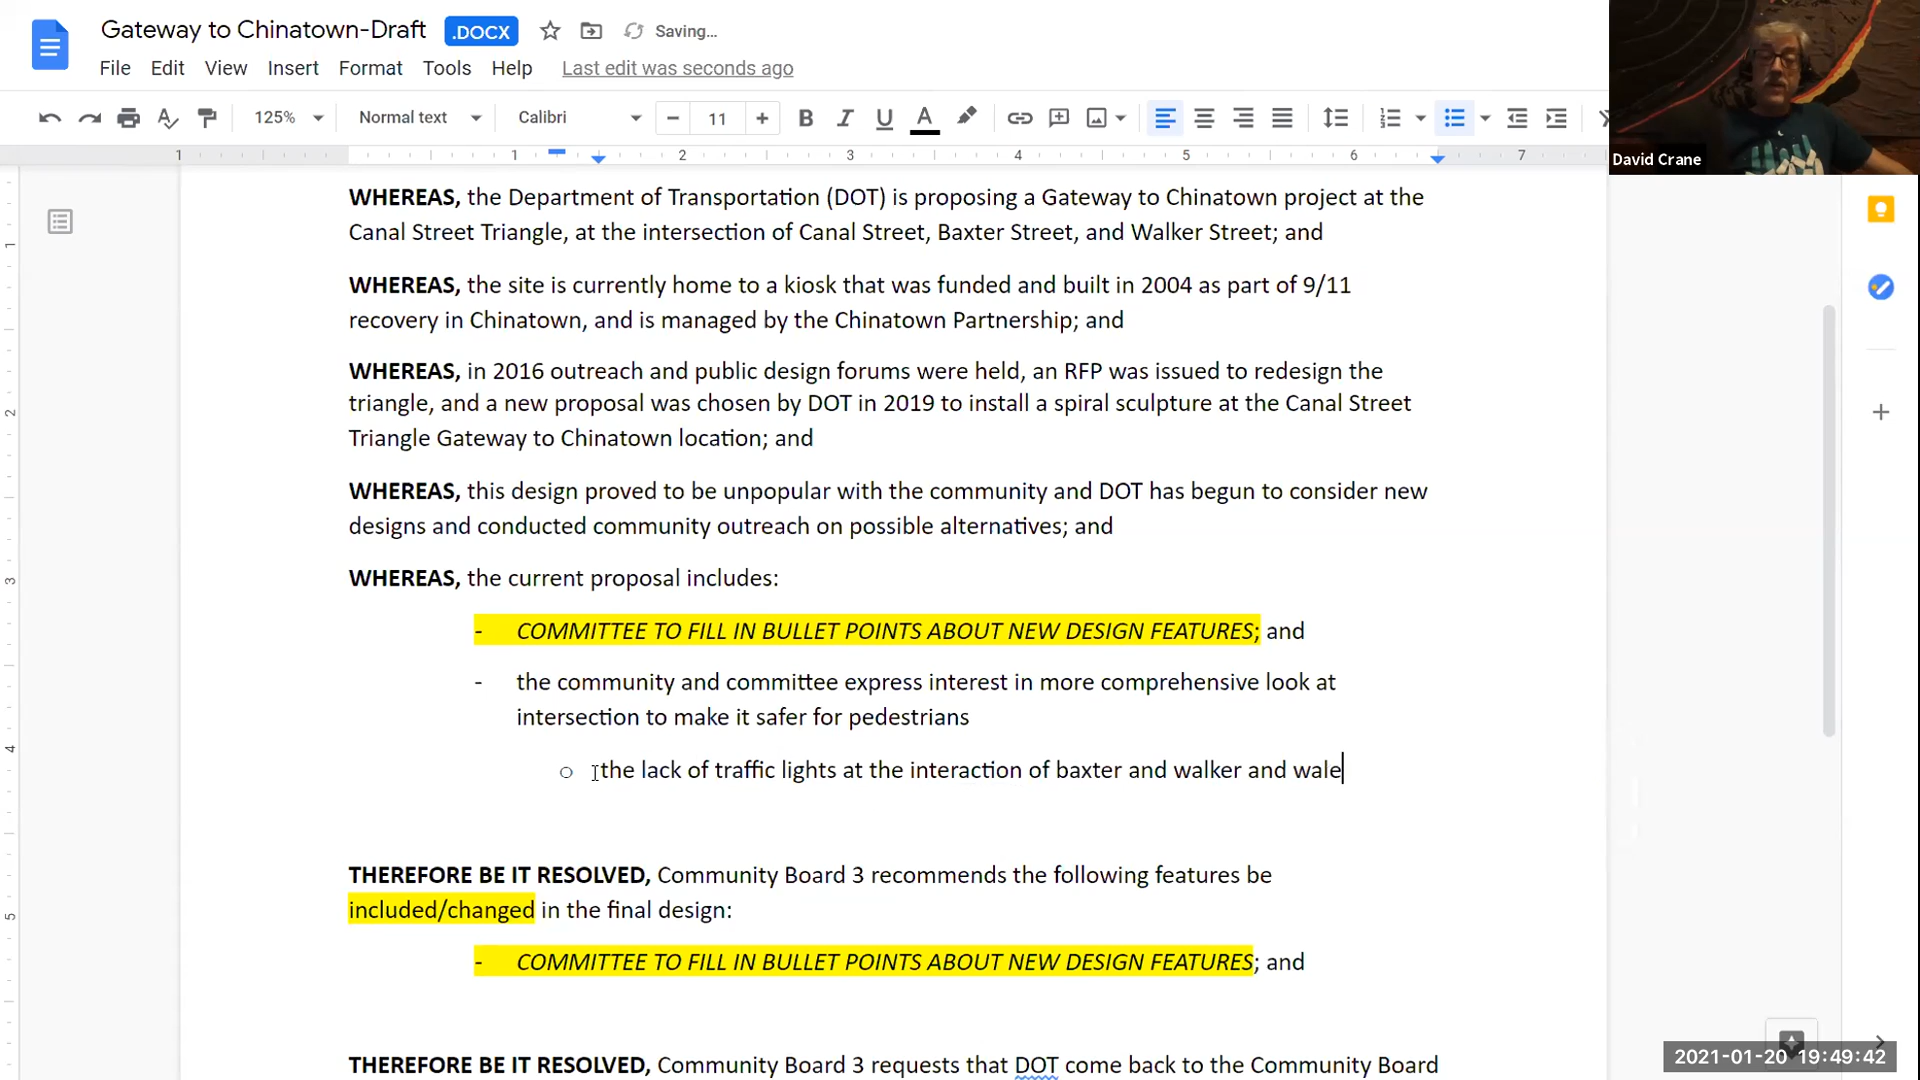 Gateway to Chinatown-Draft .DOCX Saving...
File Edit View Insert Format Tools Help Last edit was seconds ago
125% Normal text Calibri 11 B I U A
David Crane
1 1 2 3 4 5 6 7
WHEREAS, the Department of Transportation (DOT) is proposing a Gateway to Chinatown project at the
Canal Street Triangle, at the intersection of Canal Street, Baxter Street, and Walker Street; and
1
WHEREAS, the site is currently home to a kiosk that was funded and built in 2004 as part of 9/11
recovery in Chinatown, and is managed by the Chinatown Partnership; and
WHEREAS, in 2016 outreach and public design forums were held, an RFP was issued to redesign the
triangle, and a new proposal was chosen by DOT in 2019 to install a spiral sculpture at the Canal Street
2
Triangle Gateway to Chinatown location; and
WHEREAS, this design proved to be unpopular with the community and DOT has begun to consider new
designs and conducted community outreach on possible alternatives; and
WHEREAS, the current proposal includes:
3
- COMMITTEE TO FILL IN BULLET POINTS ABOUT NEW DESIGN FEATURES; and
- the community and committee express interest in more comprehensive look at
intersection to make it safer for pedestrians
4
○ the lack of traffic lights at the interaction of baxter and walker and wale
THEREFORE BE IT RESOLVED, Community Board 3 recommends the following features be
included/changed in the final design:
5
- COMMITTEE TO FILL IN BULLET POINTS ABOUT NEW DESIGN FEATURES; and
THEREFORE BE IT RESOLVED, Community Board 3 requests that DOT come back to the Community Board
2021-01-20 19:49:42